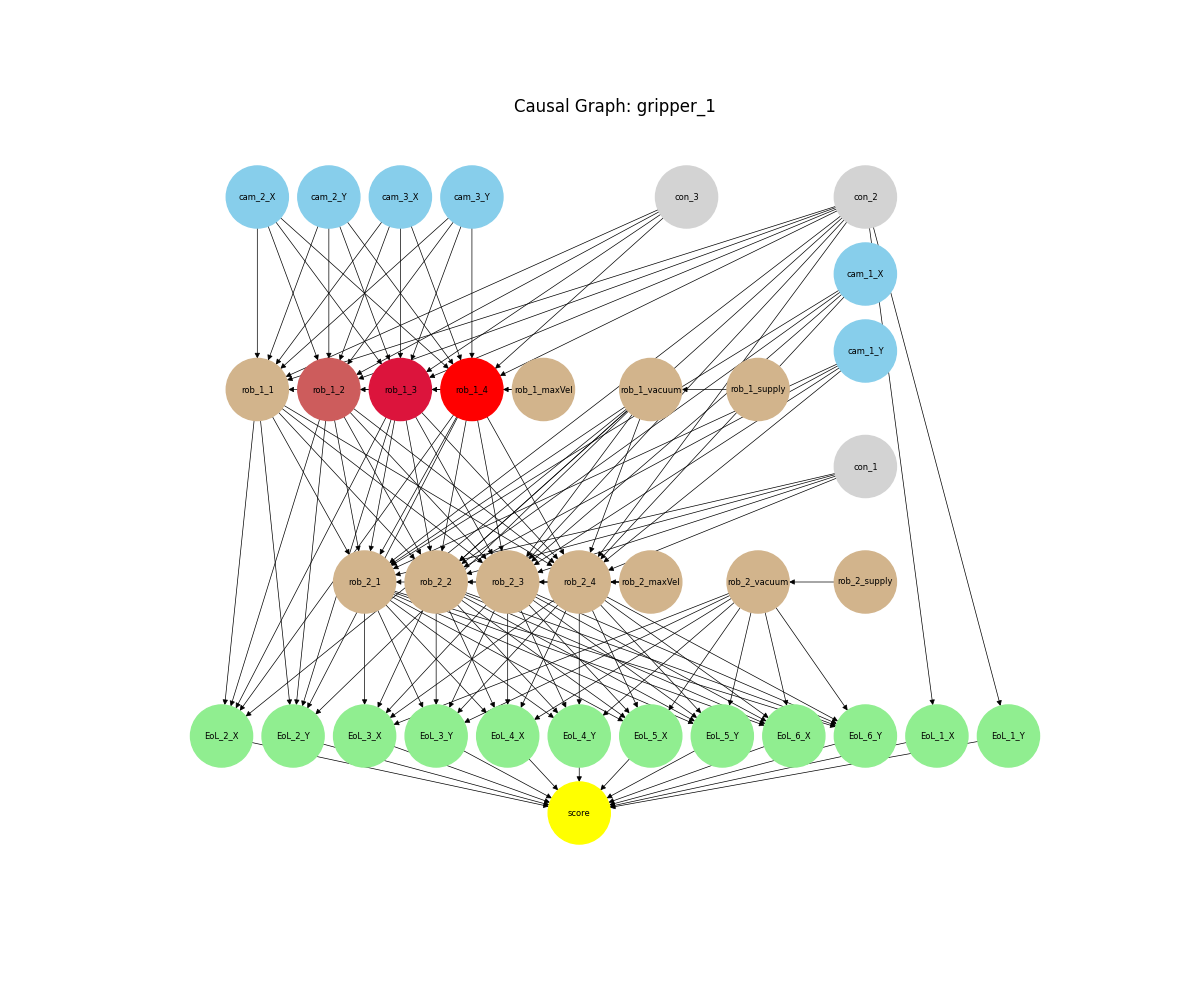 Causal Graph: gripper_1
cam_2_X cam_2_Y cam_3_X cam_3_Y con_3 con_2
cam_1_X
cam_1_Y
rob_1_1 rob_1_2 rob_1_3 rob_1_4 rob_1_maxVel rob_1_vacuum rob_1_supply
con_1
rob_2_1 rob_2_2 rob_2_3 rob_2_4 rob_2_maxVel rob_2_vacuum rob_2_supply
EoL_2_X EoL_2_Y EoL_3_X EoL_3_Y EoL_4_X EoL_4_Y EoL_5_X EoL_5_Y EoL_6_X EoL_6_Y EoL_1_X EoL_1_Y
score